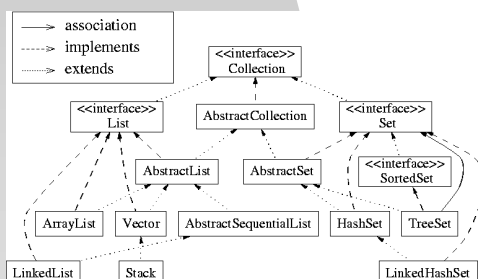 association
implements
extends
<<interface>>
Collection
<<interface>>
List
AbstractCollection
<<interface>>
Set
AbstractList
AbstractSet
<<interface>>
SortedSet
ArrayList
Vector
AbstractSequentialList
HashSet
TreeSet
LinkedList
Stack
LinkedHashSet